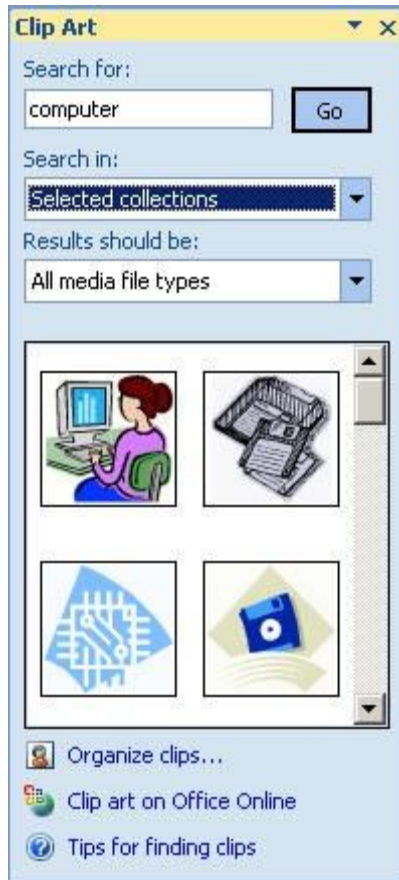 Clip Art
Search for:
computer Go
Search in:
Selected collections
Results should be:
All media file types
Organize clips...
Clip art on Office Online
Tips for finding clips